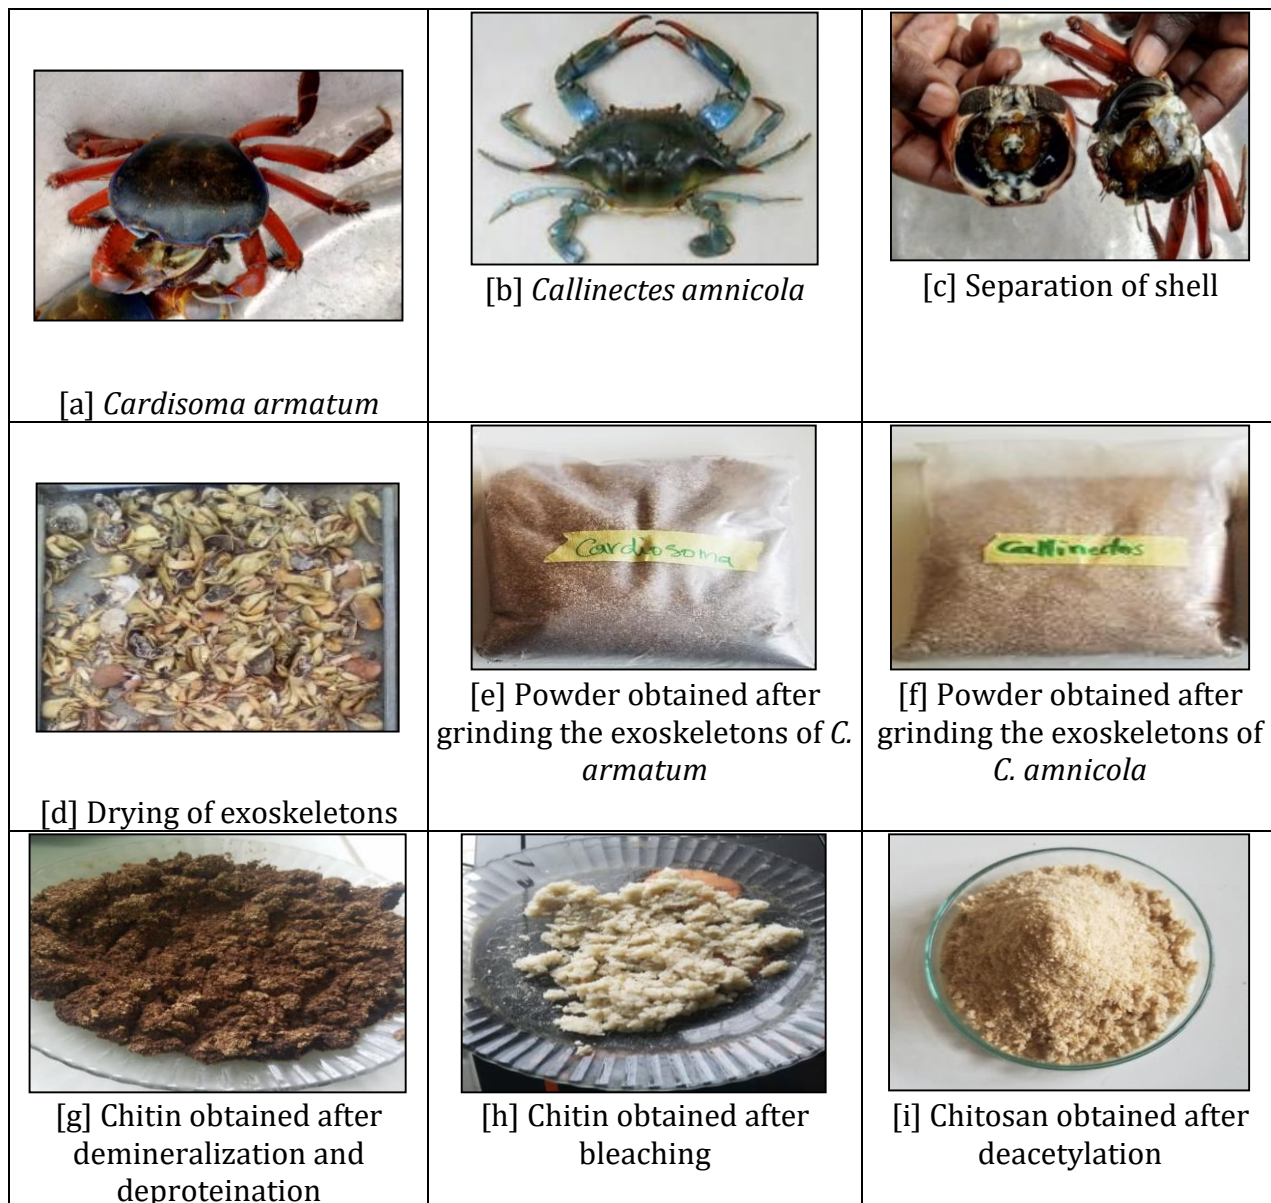 [a] Cardisoma armatum
[b] Callinectes amnicola
[c] Separation of shell
[d] Drying of exoskeletons
Cardiosoma
[e] Powder obtained after
grinding the exoskeletons of C.
armatum
Callinectes
[f] Powder obtained after
grinding the exoskeletons of
C. amnicola
[g] Chitin obtained after
demineralization and
deproteination
[h] Chitin obtained after
bleaching
[i] Chitosan obtained after
deacetylation